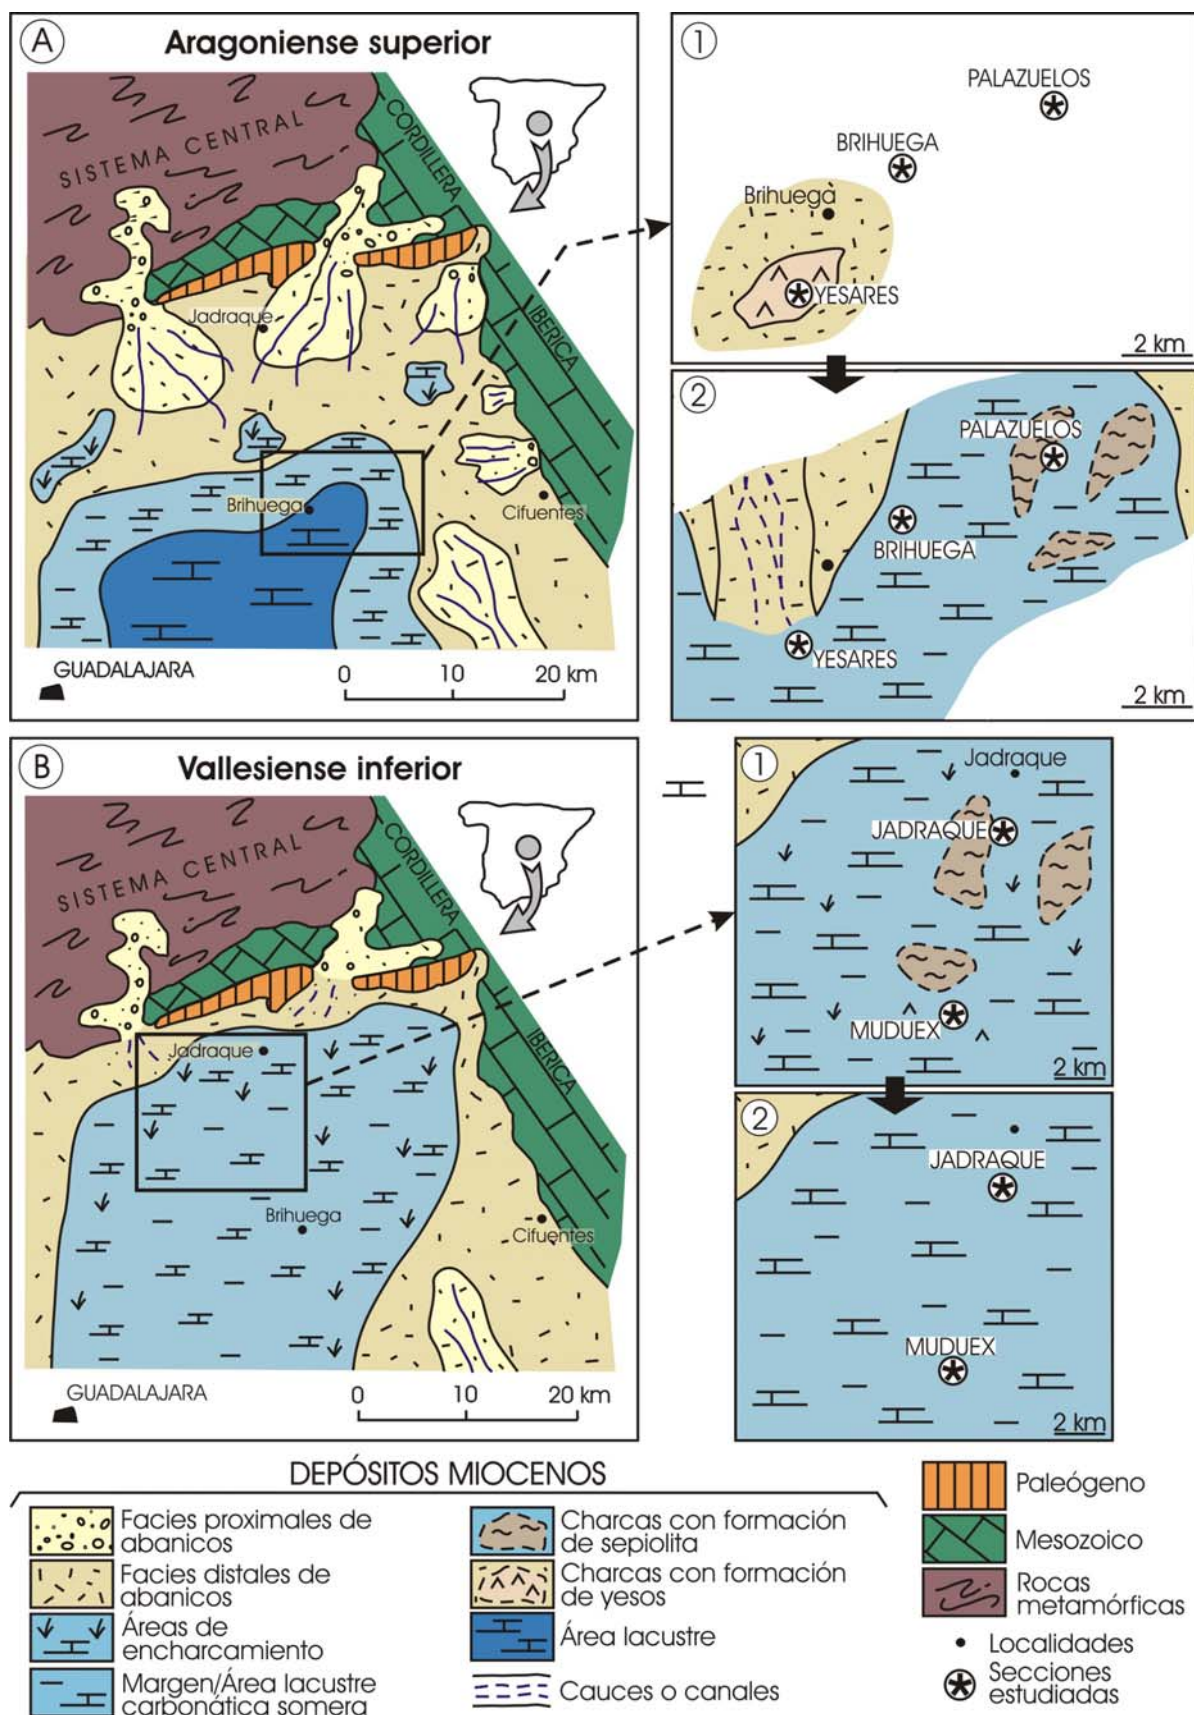 A
Aragoniense superior
SISTEMA CENTRAL
CORDILLERA
IBERICA
Jadraque
Brihuega
Cifuentes
GUADALAJARA
0 10 20 km
1
PALAZUELOS
BRIHUEGA
Brihuega
YESARES
2 km
2
PALAZUELOS
BRIHUEGA
YESARES
2 km
B
Vallesiense inferior
SISTEMA CENTRAL
CORDILLERA
IBERICA
Jadraque
Brihuega
Cifuentes
GUADALAJARA
0 10 20 km
1
Jadraque
JADRAQUE
MUDUEX
2 km
2
JADRAQUE
MUDUEX
2 km
DEPÓSITOS MIOCENOS
Facies proximales de
abanicos
Facies distales de
abanicos
Áreas de
encharcamiento
Margen/Área lacustre
carbonática somera
Charcas con formación
de sepiolita
Charcas con formación
de yesos
Área lacustre
Cauces o canales
Paleógeno
Mesozoico
Rocas
metamórficas
Localidades
Secciones
estudiadas